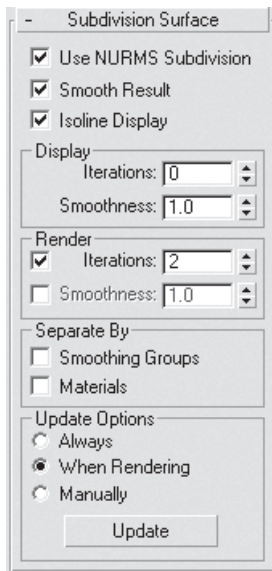 - Subdivision Surface
Use NURMS Subdivision
Smooth Result
Isoline Display
Display
Iterations: 0
Smoothness: 1.0
Render
Iterations: 2
Smoothness: 1.0
Separate By
Smoothing Groups
Materials
Update Options
Always
When Rendering
Manually
Update